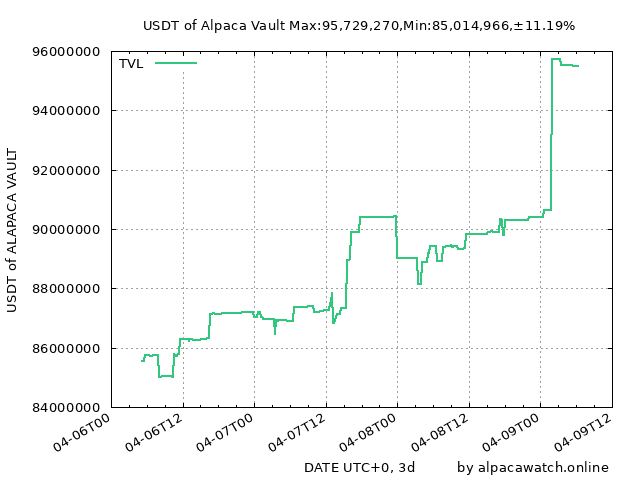 USDT of Alpaca Vault Max:95,729,270,Min:85,014,966,±11.19%
96000000
TVL
94000000
92000000
90000000
88000000
86000000
84000000
USDT of ALAPACA VAULT
04-06T00
04-06T12
04-07T00
04-07T12
04-08T00
04-08T12
04-09T00
04-09T12
DATE UTC+0, 3d
by alpacawatch.online